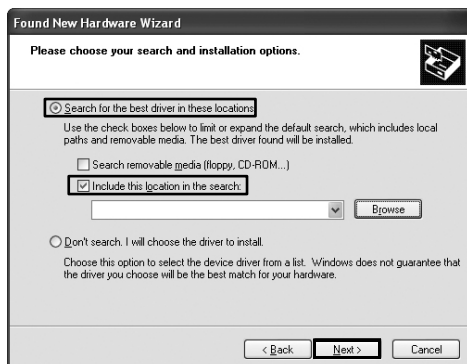 Found New Hardware Wizard
Please choose your search and installation options.
Search for the best driver in these locations.
Use the check boxes below to limit or expand the default search, which includes local
paths and removable media. The best driver found will be installed.
Search removable media (floppy, CD-ROM...)
Include this location in the search:
Browse
Don't search. I will choose the driver to install.
Choose this option to select the device driver from a list. Windows does not guarantee that
the driver you choose will be the best match for your hardware.
< Back Next > Cancel